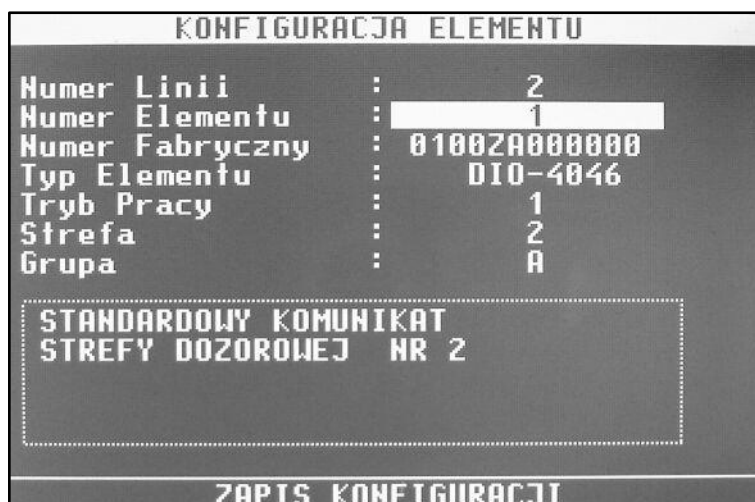 KONFIGURACJA ELEMENTU
Numer Linii : 2
Numer Elementu : 1
Numer Fabryczny : 0100ZA000000
Typ Elementu : DIO-4046
Tryb Pracy : 1
Strefa : 2
Grupa : A
STANDARDOWY KOMUNIKAT
STREFY DOZOROWEJ NR 2
ZAPIS KONFIGURACJI